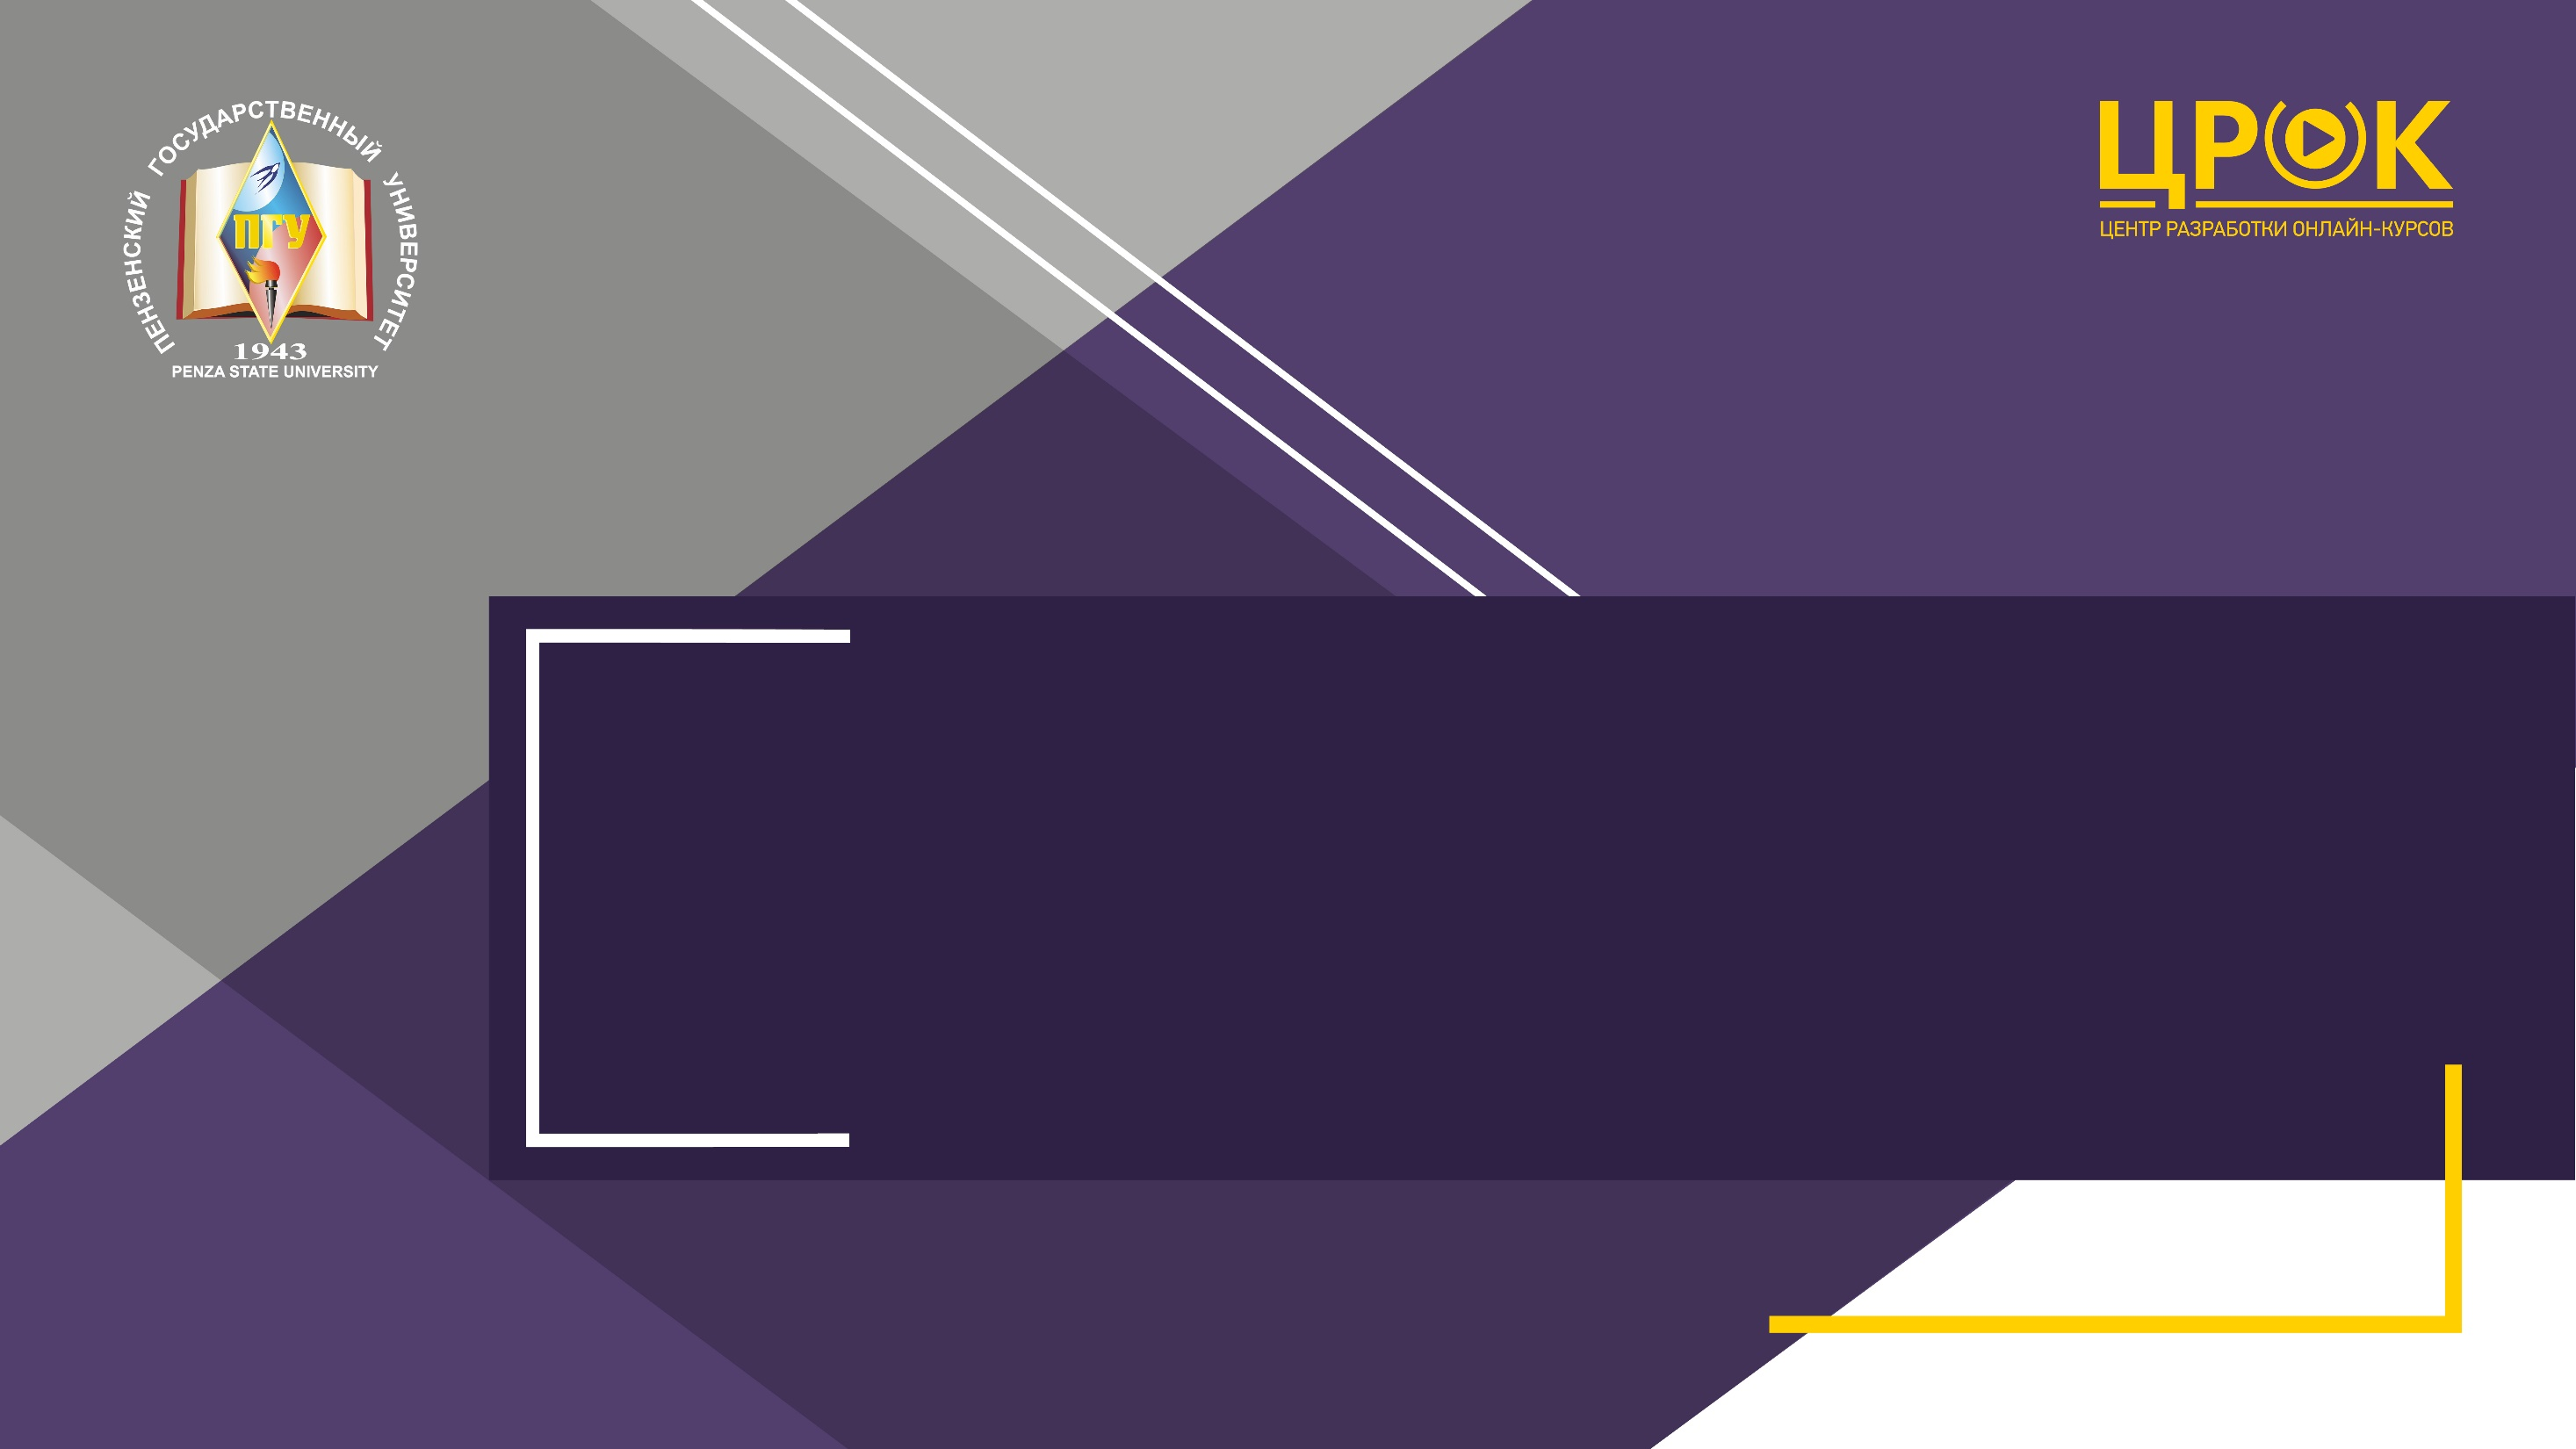 ПЕНЗЕНСКИЙ ГОСУДАРСТВЕННЫЙ УНИВЕРСИТЕТ
ПГУ
1943
PENZA STATE UNIVERSITY
ЦРОК
ЦЕНТР РАЗРАБОТКИ ОНЛАЙН-КУРСОВ